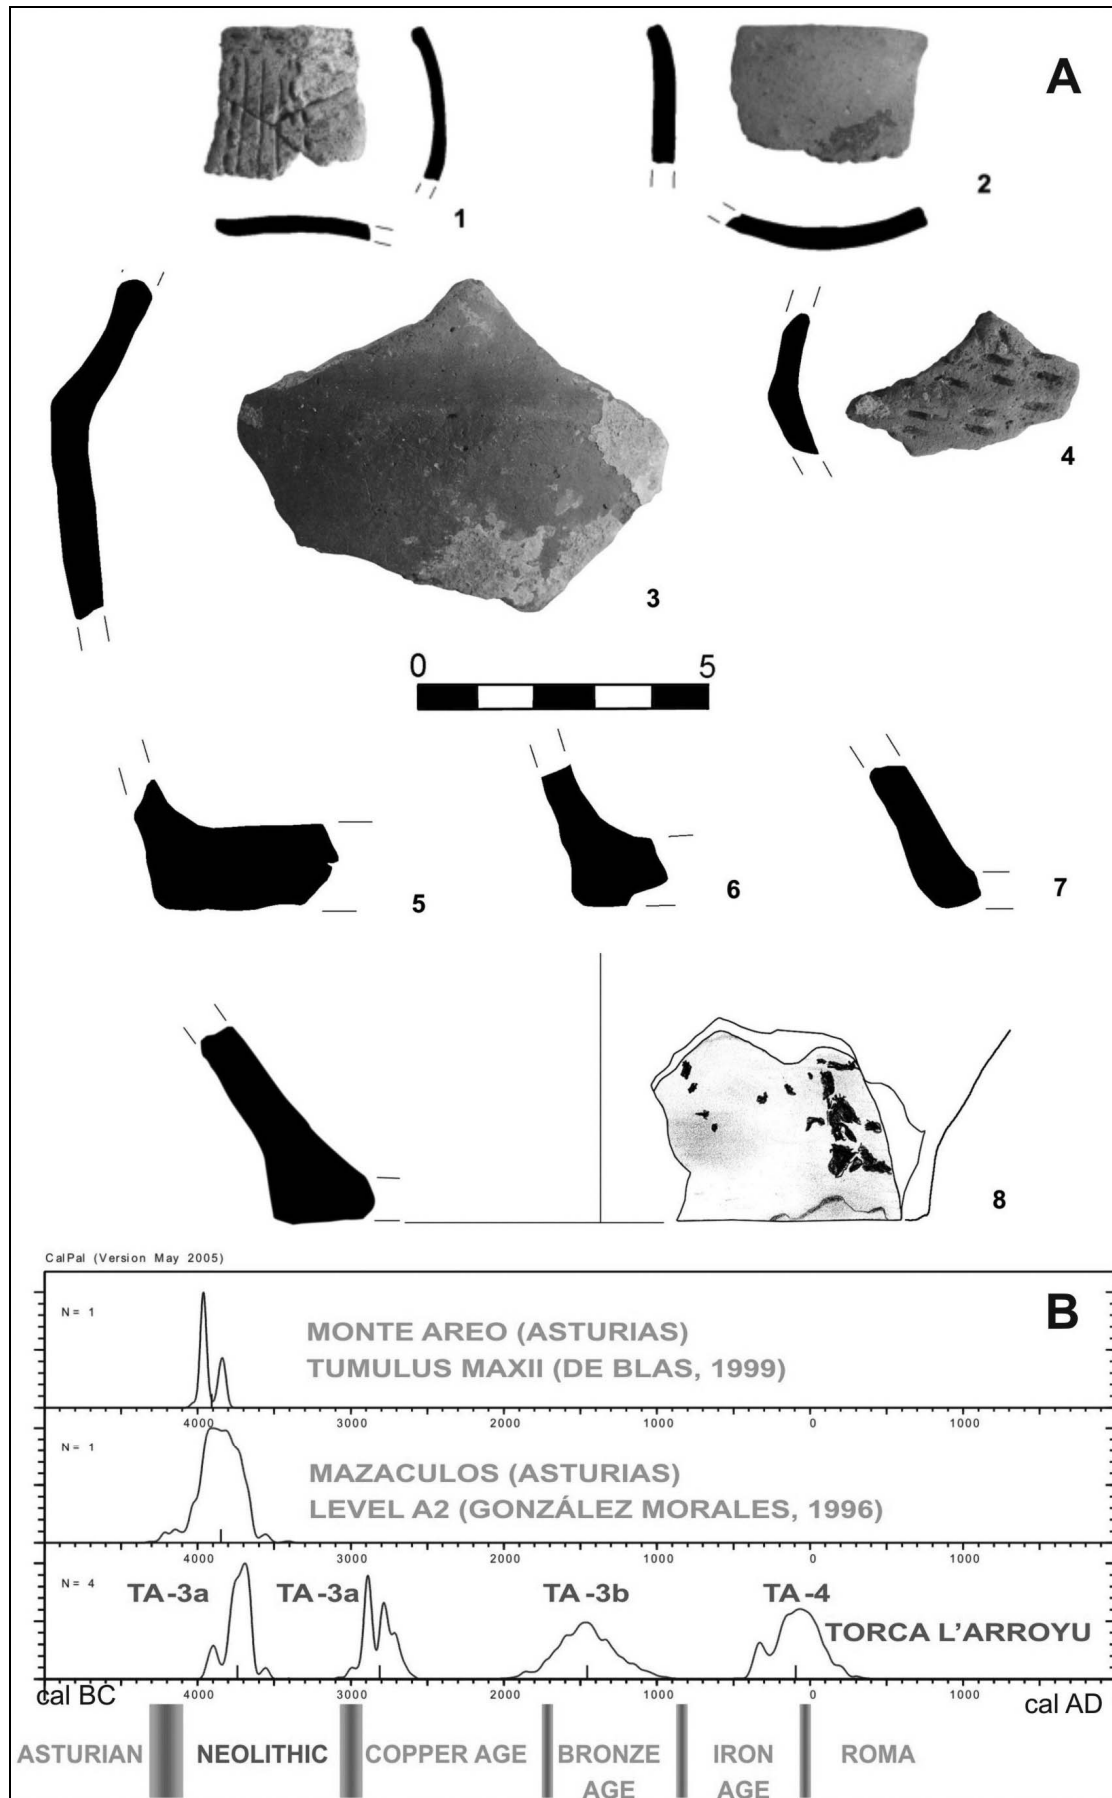 A
1
2
3
4
0 5
5
6
7
8
CalPal (Version May 2005)
B
N= 1
MONTE AREO (ASTURIAS)
TUMULUS MAXII (DE BLAS, 1999)
4000 3000 2000 1000 0 1000
N= 1
MAZACULOS (ASTURIAS)
LEVEL A2 (GONZÁLEZ MORALES, 1996)
4000 3000 2000 1000 0 1000
N= 4
TA-3a TA-3a TA-3b TA-4
TORCA L'ARROYU
4000 3000 2000 1000 0 1000
cal BC cal AD
ASTURIAN NEOLITHIC COPPER AGE BRONZE AGE IRON AGE ROMA